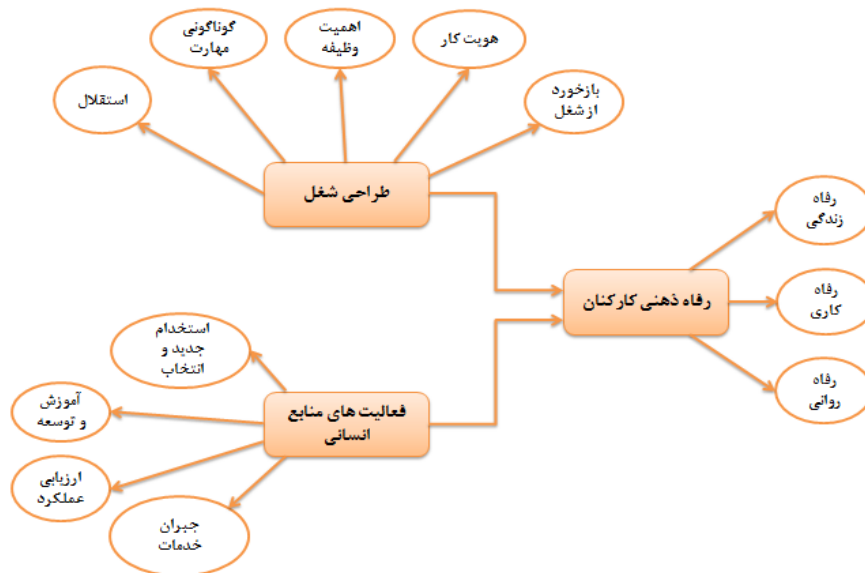 هویت کار
اهمیت
وظیفه
گوناگونی
مهارت
استقلال
بازخورد
از شغل
طراحی شغل
رفاه
زندگی
رفاه ذهنی کارکنان
رفاه
کاری
رفاه
روانی
استخدام
جدید و
انتخاب
فعالیت های منابع
انسانی
آموزش
و توسعه
ارزیابی
عملکرد
جبران
خدمات